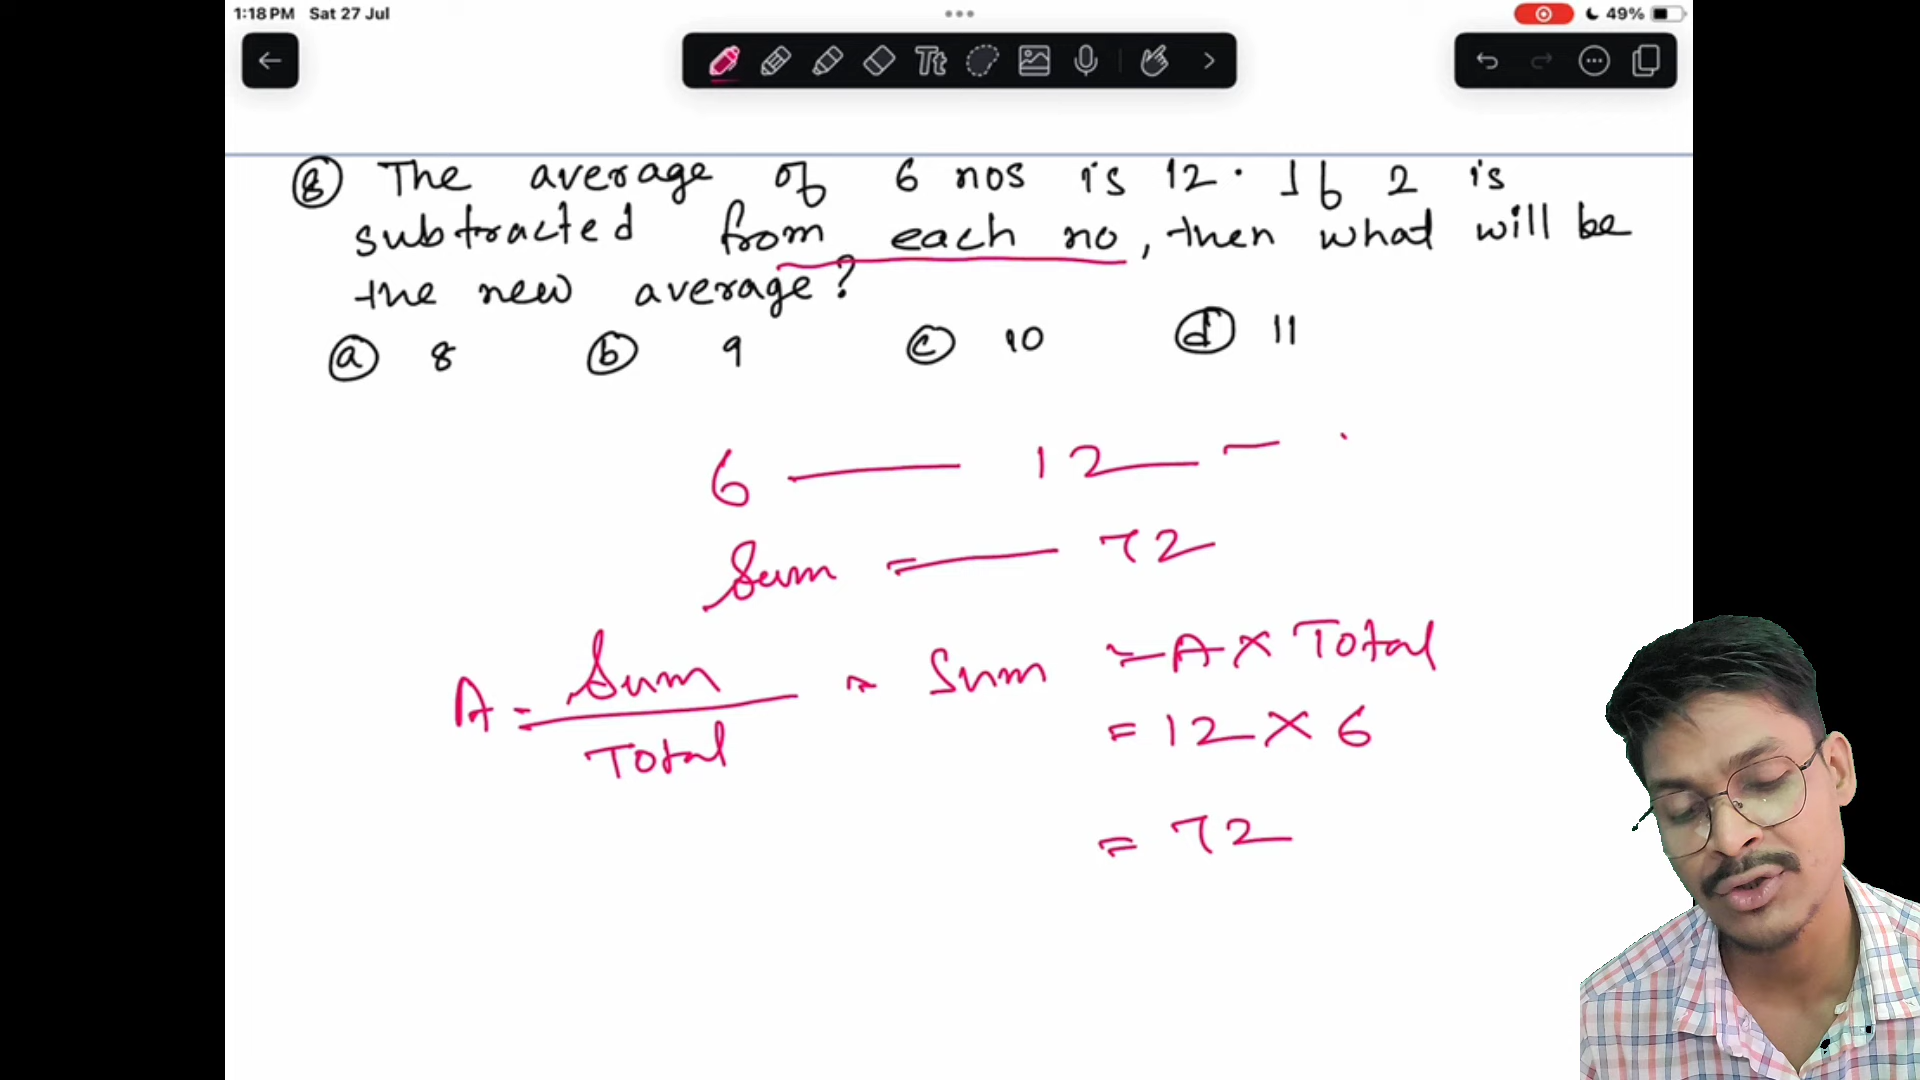 1:18 PM Sat 27 Jul
49%
Tt
⑧ The average of 6 nos is 12. If 2 is
subtracted from each no, then what will be
the new average?
ⓐ 8 ⓑ 9 ⓒ 10 ⓓ 11
6 — 12 —
Sum = — 72
A = Sum / Total = Sum = A × Total
= 12 × 6
= 72